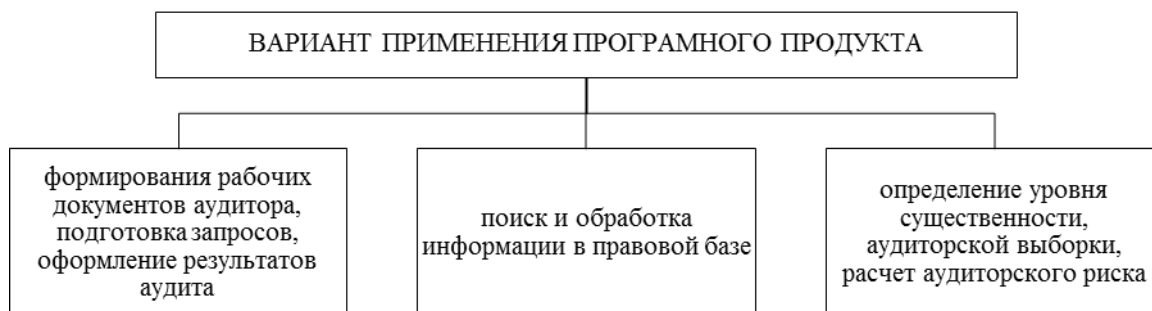 ВАРИАНТ ПРИМЕНЕНИЯ ПРОГРАМНОГО ПРОДУКТА
формирования рабочих
документов аудитора,
подготовка запросов,
оформление результатов
аудита
поиск и обработка
информации в правовой базе
определение уровня
существенности,
аудиторской выборки,
расчет аудиторского риска